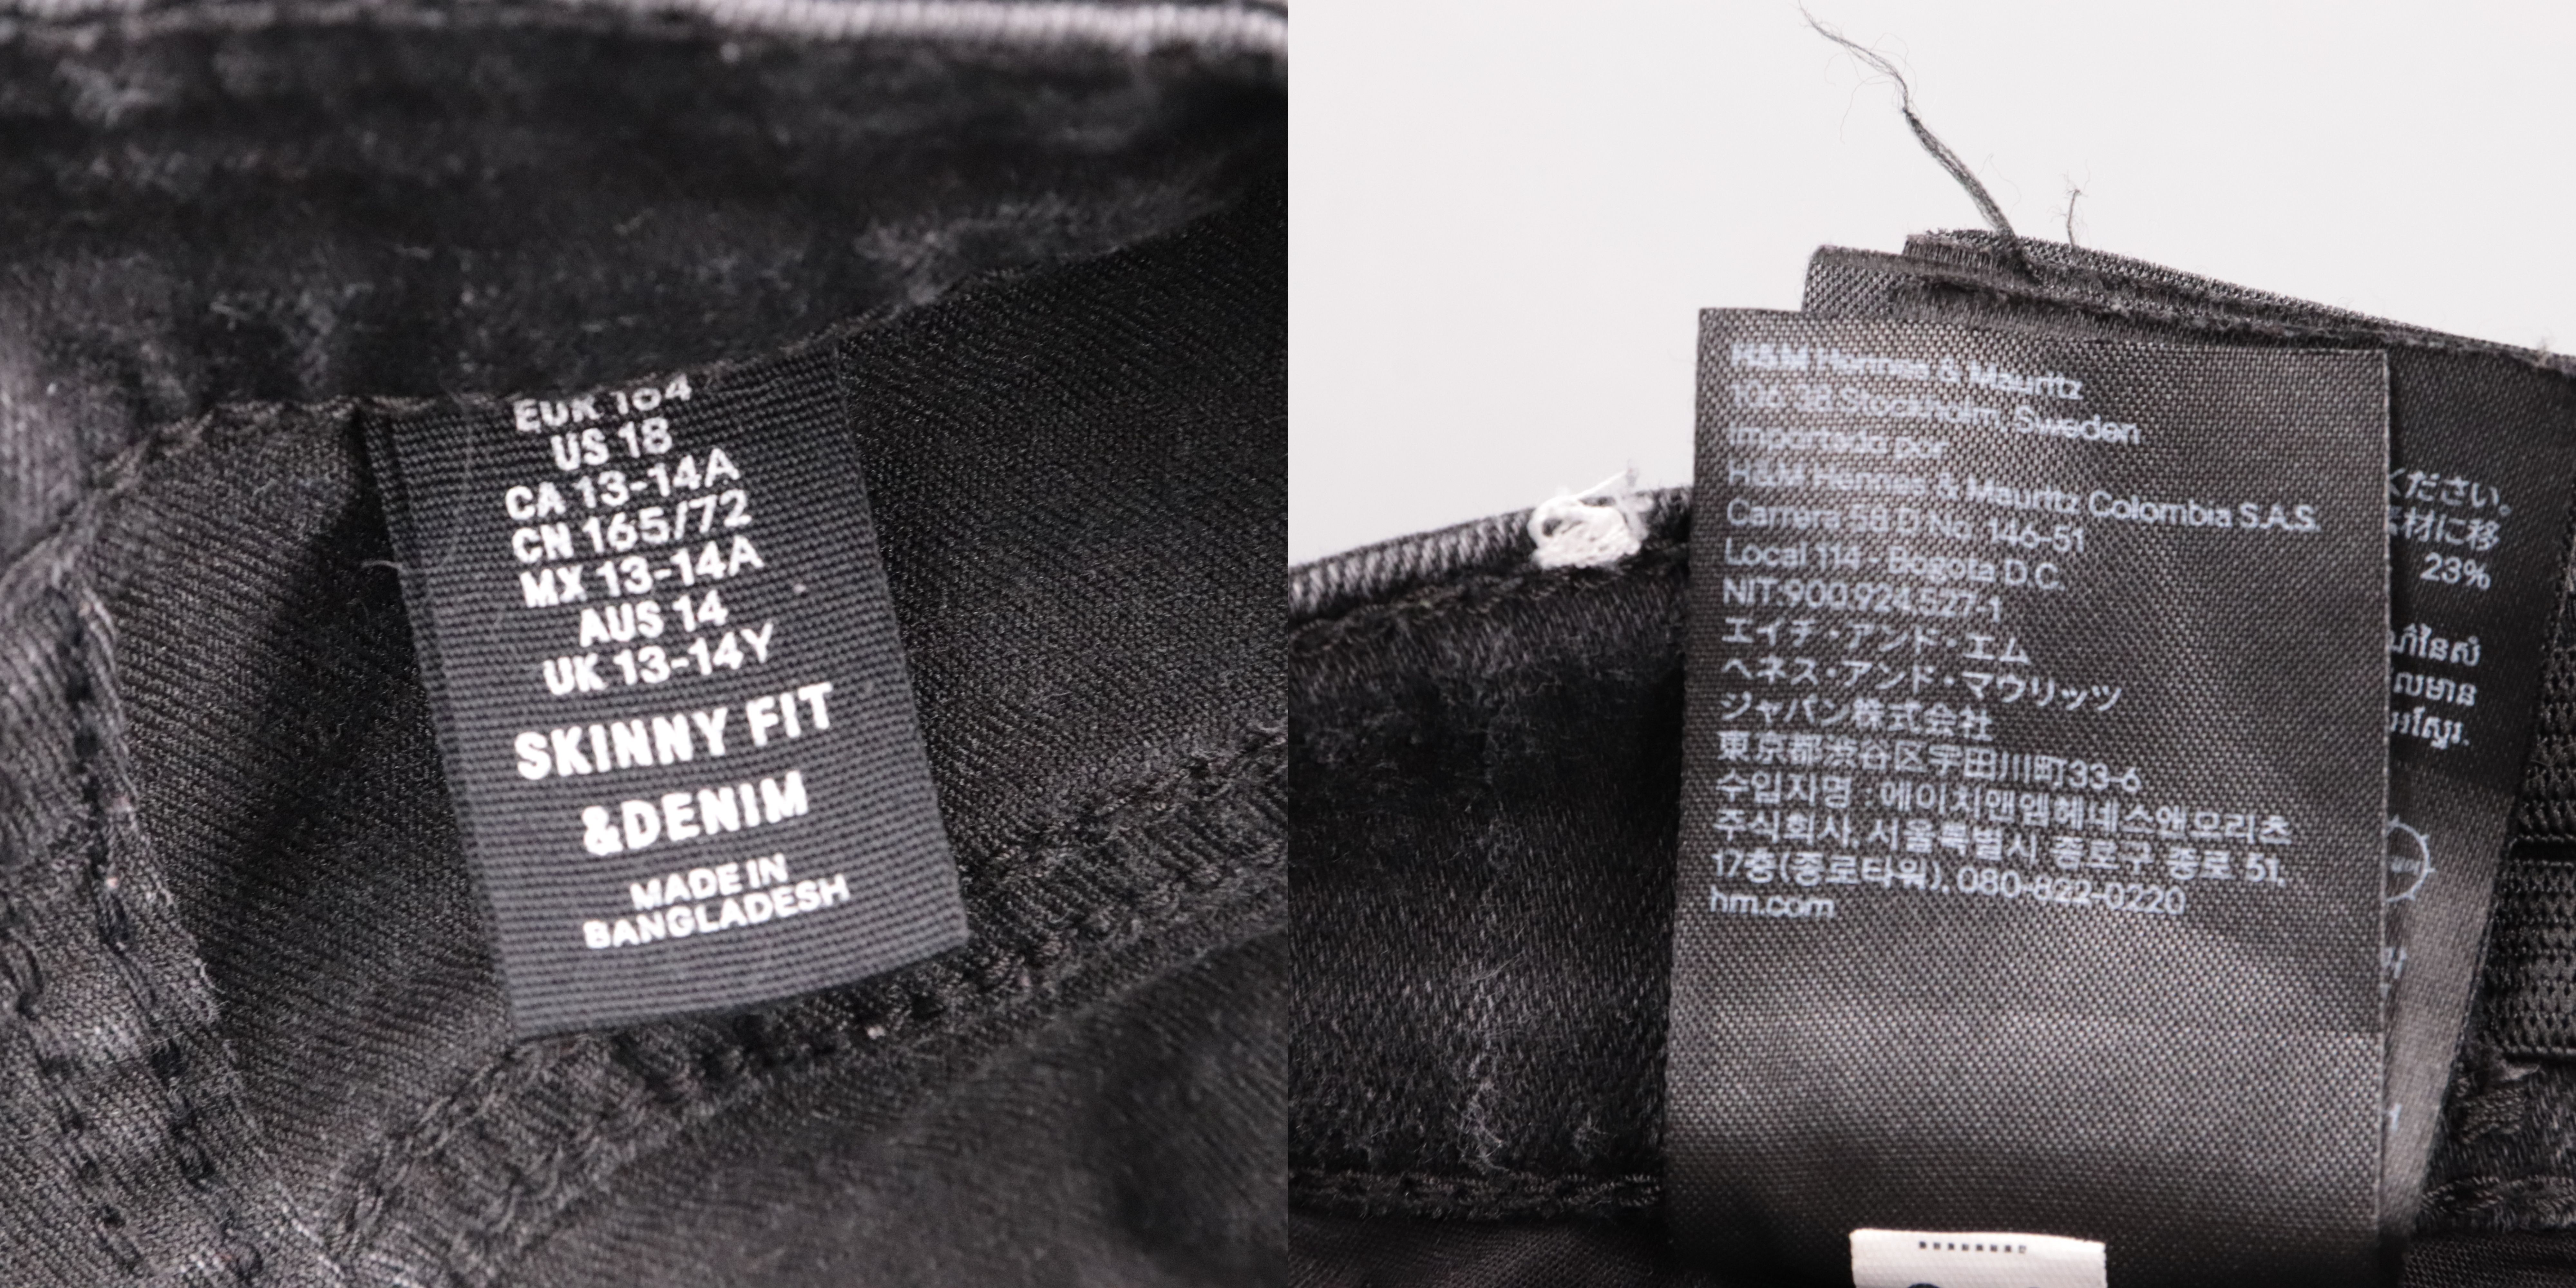 EUR 164
US 18
CA 13-14A
CN 165/72
MX 13-14A
AUS 14
UK 13-14Y
SKINNY FIT
&DENIM
MADE IN
BANGLADESH
H&M Hennes & Mauritz
106 38 Stockholm, Sweden
Importado por
H&M Hennes & Mauritz Colombia S.A.S.
Carrera 58 D No. 146-51
Local 114 - Bogota D.C.
NIT.900.924.527-1
エイチ・アンド・エム
ヘネス・アンド・マウリッツ
ジャパン株式会社
東京都渋谷区宇田川町33-6
수입자명 : 에이치앤엠헤네스앤모리츠
주식회사, 서울특별시 종로구 종로 51,
17층(종로타워), 080-822-0220
hm.com
ください。
素材に移
23%